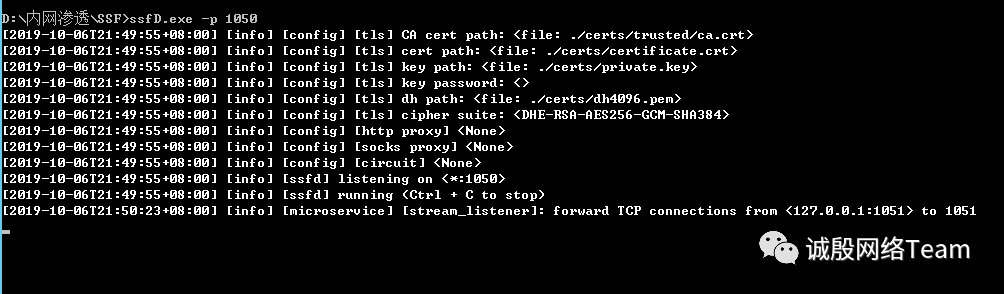 D:\内网渗透\SSF>ssfD.exe -p 1050
[2019-10-06T21:49:55+08:00] [info] [config] [tls] CA cert path: <file: ./certs/trusted/ca.crt>
[2019-10-06T21:49:55+08:00] [info] [config] [tls] cert path: <file: ./certs/certificate.crt>
[2019-10-06T21:49:55+08:00] [info] [config] [tls] key path: <file: ./certs/private.key>
[2019-10-06T21:49:55+08:00] [info] [config] [tls] key password: <>
[2019-10-06T21:49:55+08:00] [info] [config] [tls] dh path: <file: ./certs/dh4096.pem>
[2019-10-06T21:49:55+08:00] [info] [config] [tls] cipher suite: <DHE-RSA-AES256-GCM-SHA384>
[2019-10-06T21:49:55+08:00] [info] [config] [http proxy] <None>
[2019-10-06T21:49:55+08:00] [info] [config] [socks proxy] <None>
[2019-10-06T21:49:55+08:00] [info] [config] [circuit] <None>
[2019-10-06T21:49:55+08:00] [info] [ssfd] listening on <*:1050>
[2019-10-06T21:49:55+08:00] [info] [ssfd] running (Ctrl + C to stop)
[2019-10-06T21:50:23+08:00] [info] [microservice] [stream_listener]: forward TCP connections from <127.0.0.1:1051> to 1051
诚殷网络Team